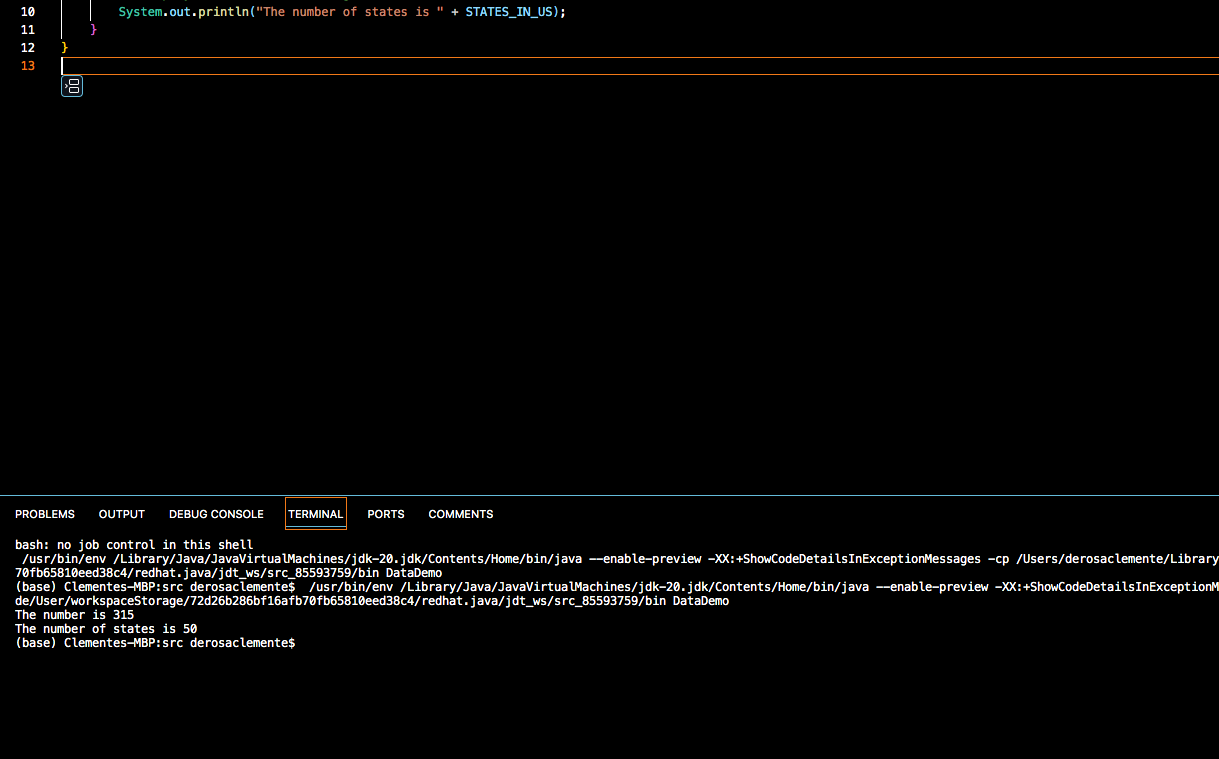 10 System.out.println("The number of states is " + STATES_IN_US);
11 }
12 }
13
PROBLEMS OUTPUT DEBUG CONSOLE TERMINAL PORTS COMMENTS
bash: no job control in this shell
/usr/bin/env /Library/Java/JavaVirtualMachines/jdk-20.jdk/Contents/Home/bin/java --enable-preview -XX:+ShowCodeDetailsInExceptionMessages -cp /Users/derosaclemente/Library
70fb65810eed38c4/redhat.java/jdt_ws/src_85593759/bin DataDemo
(base) Clementes-MBP:src derosaclemente$  /usr/bin/env /Library/Java/JavaVirtualMachines/jdk-20.jdk/Contents/Home/bin/java --enable-preview -XX:+ShowCodeDetailsInExceptionM
de/User/workspaceStorage/72d26b286bf16afb70fb65810eed38c4/redhat.java/jdt_ws/src_85593759/bin DataDemo
The number is 315
The number of states is 50
(base) Clementes-MBP:src derosaclemente$